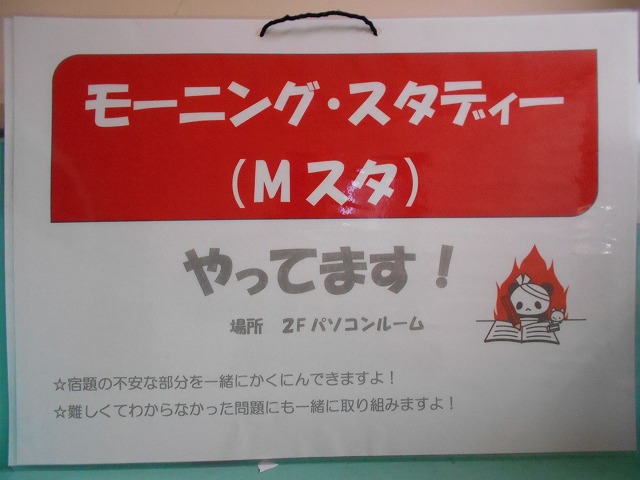 モーニング・スタディー
(Mスタ)
やってます！
場所　2Fパソコンルーム
☆宿題の不安な部分を一緒にかくにんできますよ！
☆難しくてわからなかった問題にも一緒に取り組みますよ！